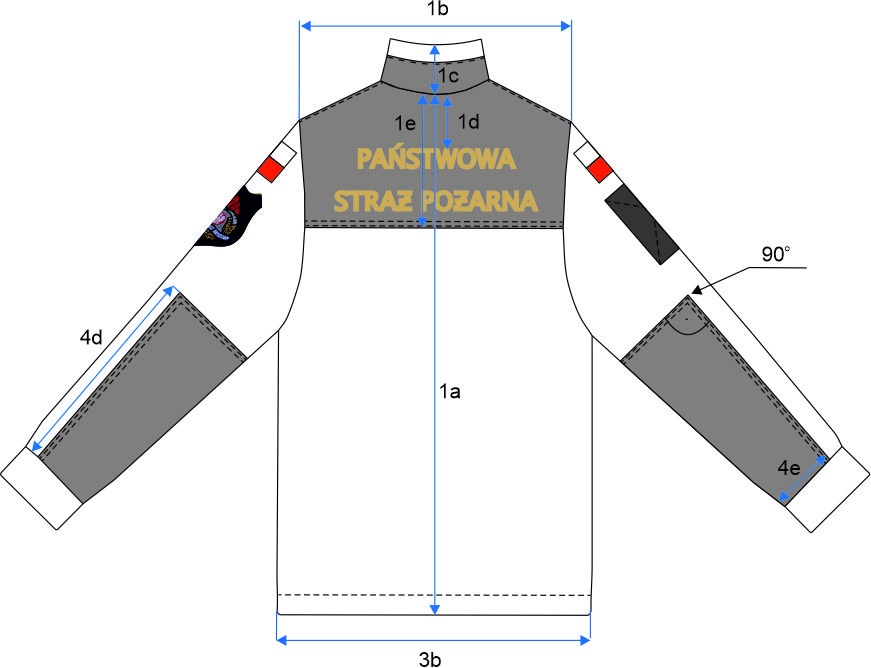 1b
1c
1e
1d
PAŃSTWOWA
STRAŻ POŻARNA
90°
4d
1a
4e
3b